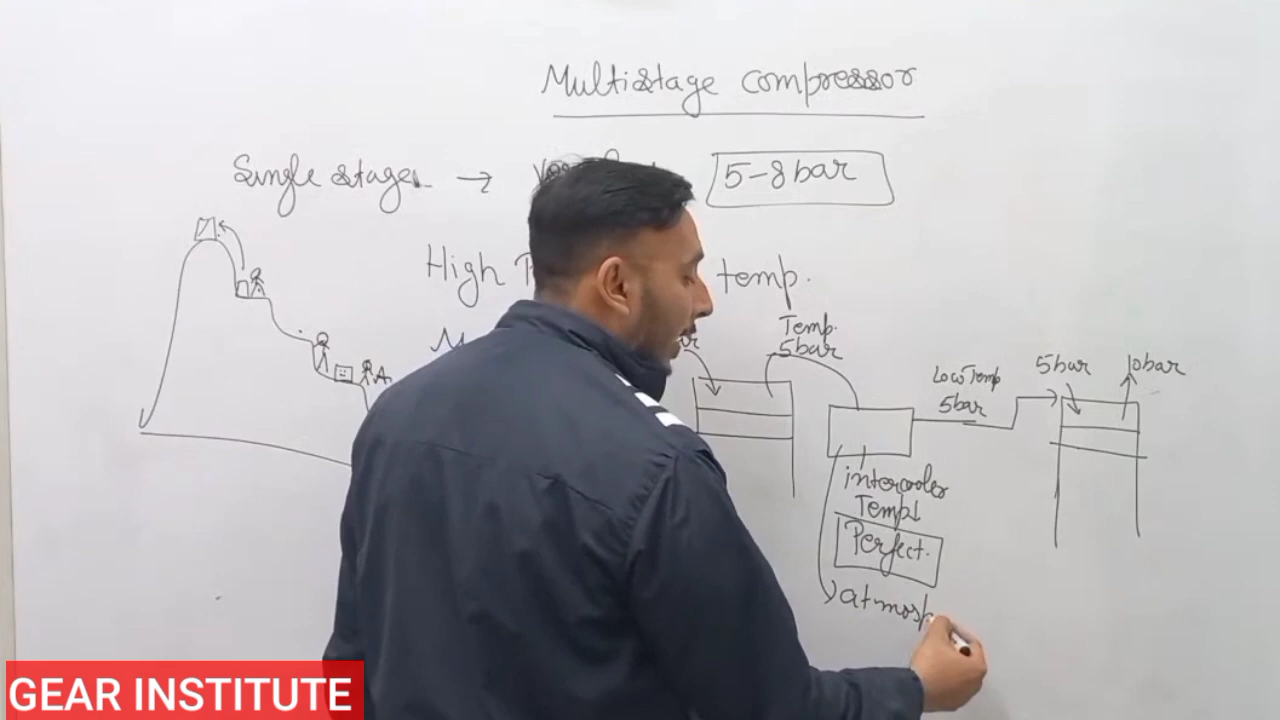 Multistage compressor
Single stage →
5-8 bar
High
temp.
Temp.
5bar
Low Temp
5bar
5bar
10bar
intercooler
Temp↓
Perfect.
atmosp
GEAR INSTITUTE